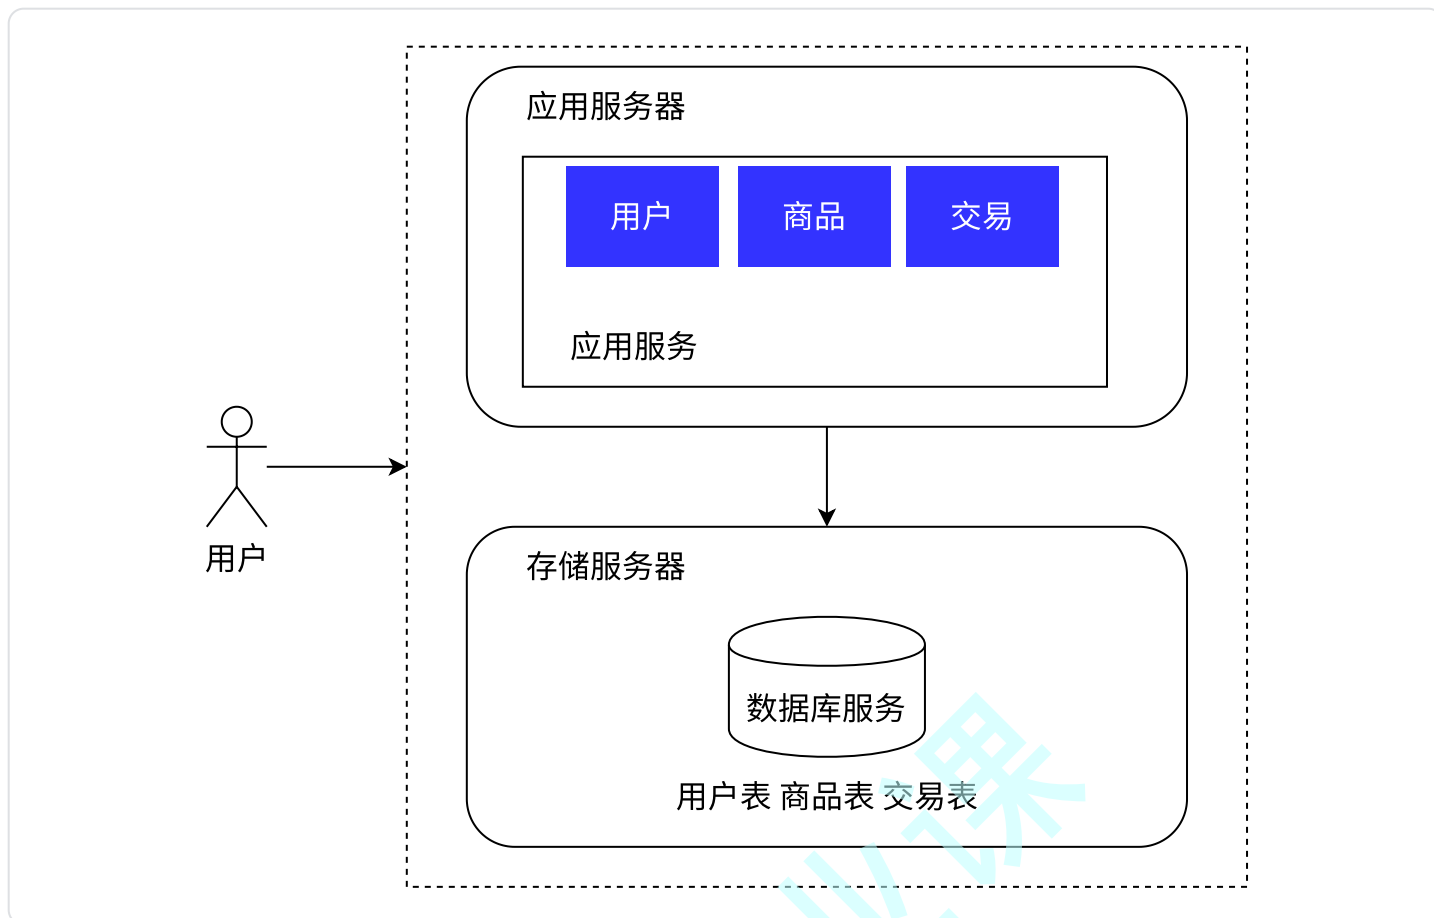 应用服务器
用户 商品 交易
应用服务
用户
存储服务器
数据库服务
用户表 商品表 交易表
课